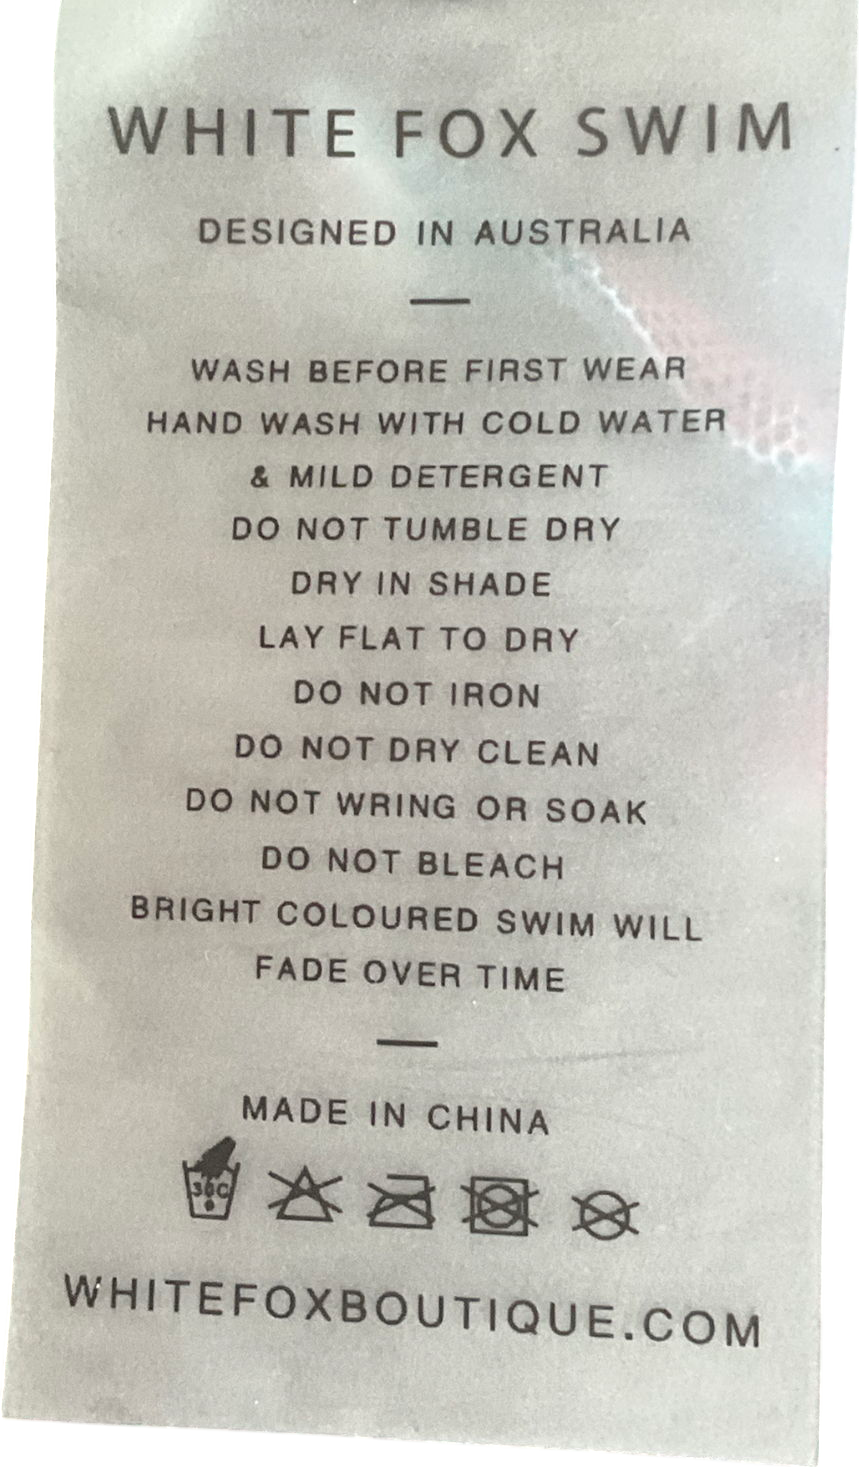 WHITE FOX SWIM
DESIGNED IN AUSTRALIA
WASH BEFORE FIRST WEAR
HAND WASH WITH COLD WATER
& MILD DETERGENT
DO NOT TUMBLE DRY
DRY IN SHADE
LAY FLAT TO DRY
DO NOT IRON
DO NOT DRY CLEAN
DO NOT WRING OR SOAK
DO NOT BLEACH
BRIGHT COLOURED SWIM WILL
FADE OVER TIME
MADE IN CHINA
30C
WHITEFOXBOUTIQUE.COM